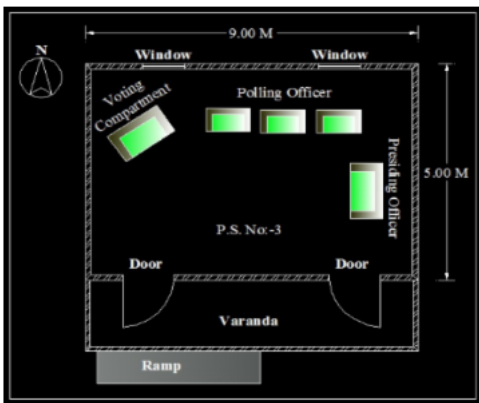 9.00 M
N
Window
Window
Voting
Compartment
Polling Officer
Presiding Officer
5.00 M
P.S. No:-3
Door
Door
Varanda
Ramp